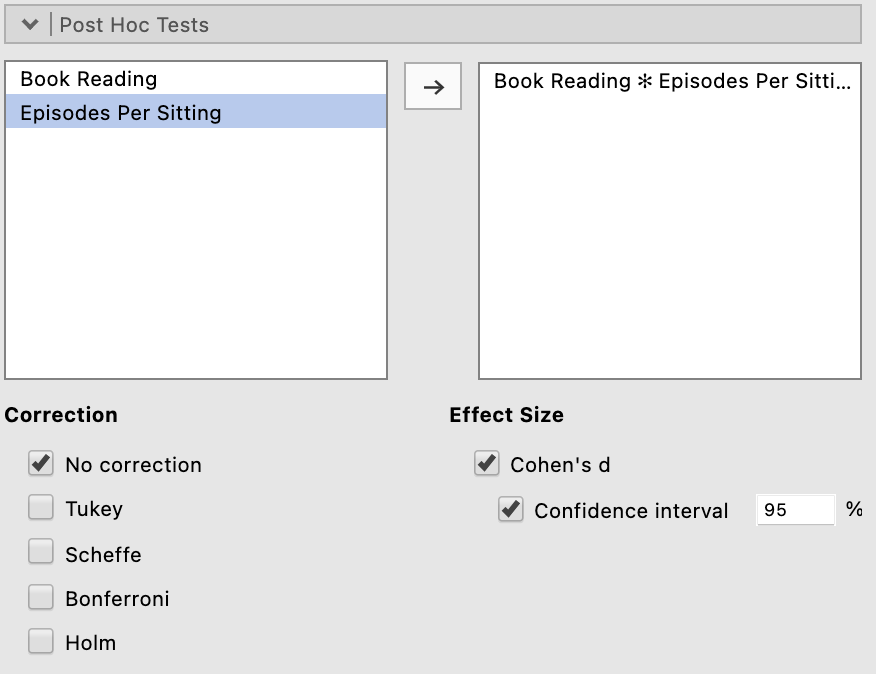 Post Hoc Tests
Book Reading
Episodes Per Sitting
→
Book Reading ✻ Episodes Per Sitti...
Correction
No correction
Tukey
Scheffe
Bonferroni
Holm
Effect Size
Cohen's d
Confidence interval 95 %